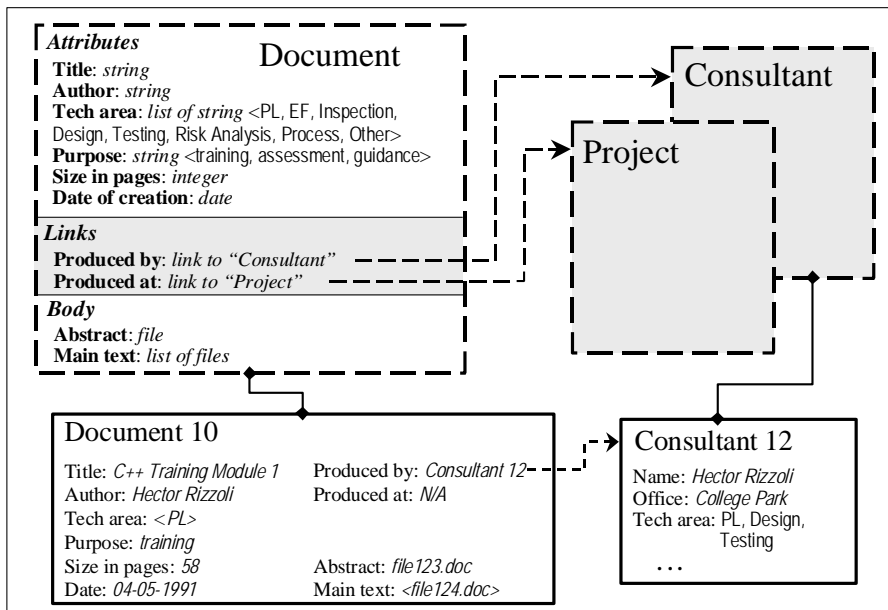 Attributes
Document
Title: string
Author: string
Tech area: list of string <PL, EF, Inspection,
Design, Testing, Risk Analysis, Process, Other>
Purpose: string <training, assessment, guidance>
Size in pages: integer
Date of creation: date
Links
Produced by: link to “Consultant”
Produced at: link to “Project”
Body
Abstract: file
Main text: list of files
Consultant
Project
Document 10
Title: C++ Training Module 1
Author: Hector Rizzoli
Tech area: <PL>
Purpose: training
Size in pages: 58
Date: 04-05-1991
Produced by: Consultant 12
Produced at: N/A
Abstract: file123.doc
Main text: <file124.doc>
Consultant 12
Name: Hector Rizzoli
Office: College Park
Tech area: PL, Design,
Testing
…